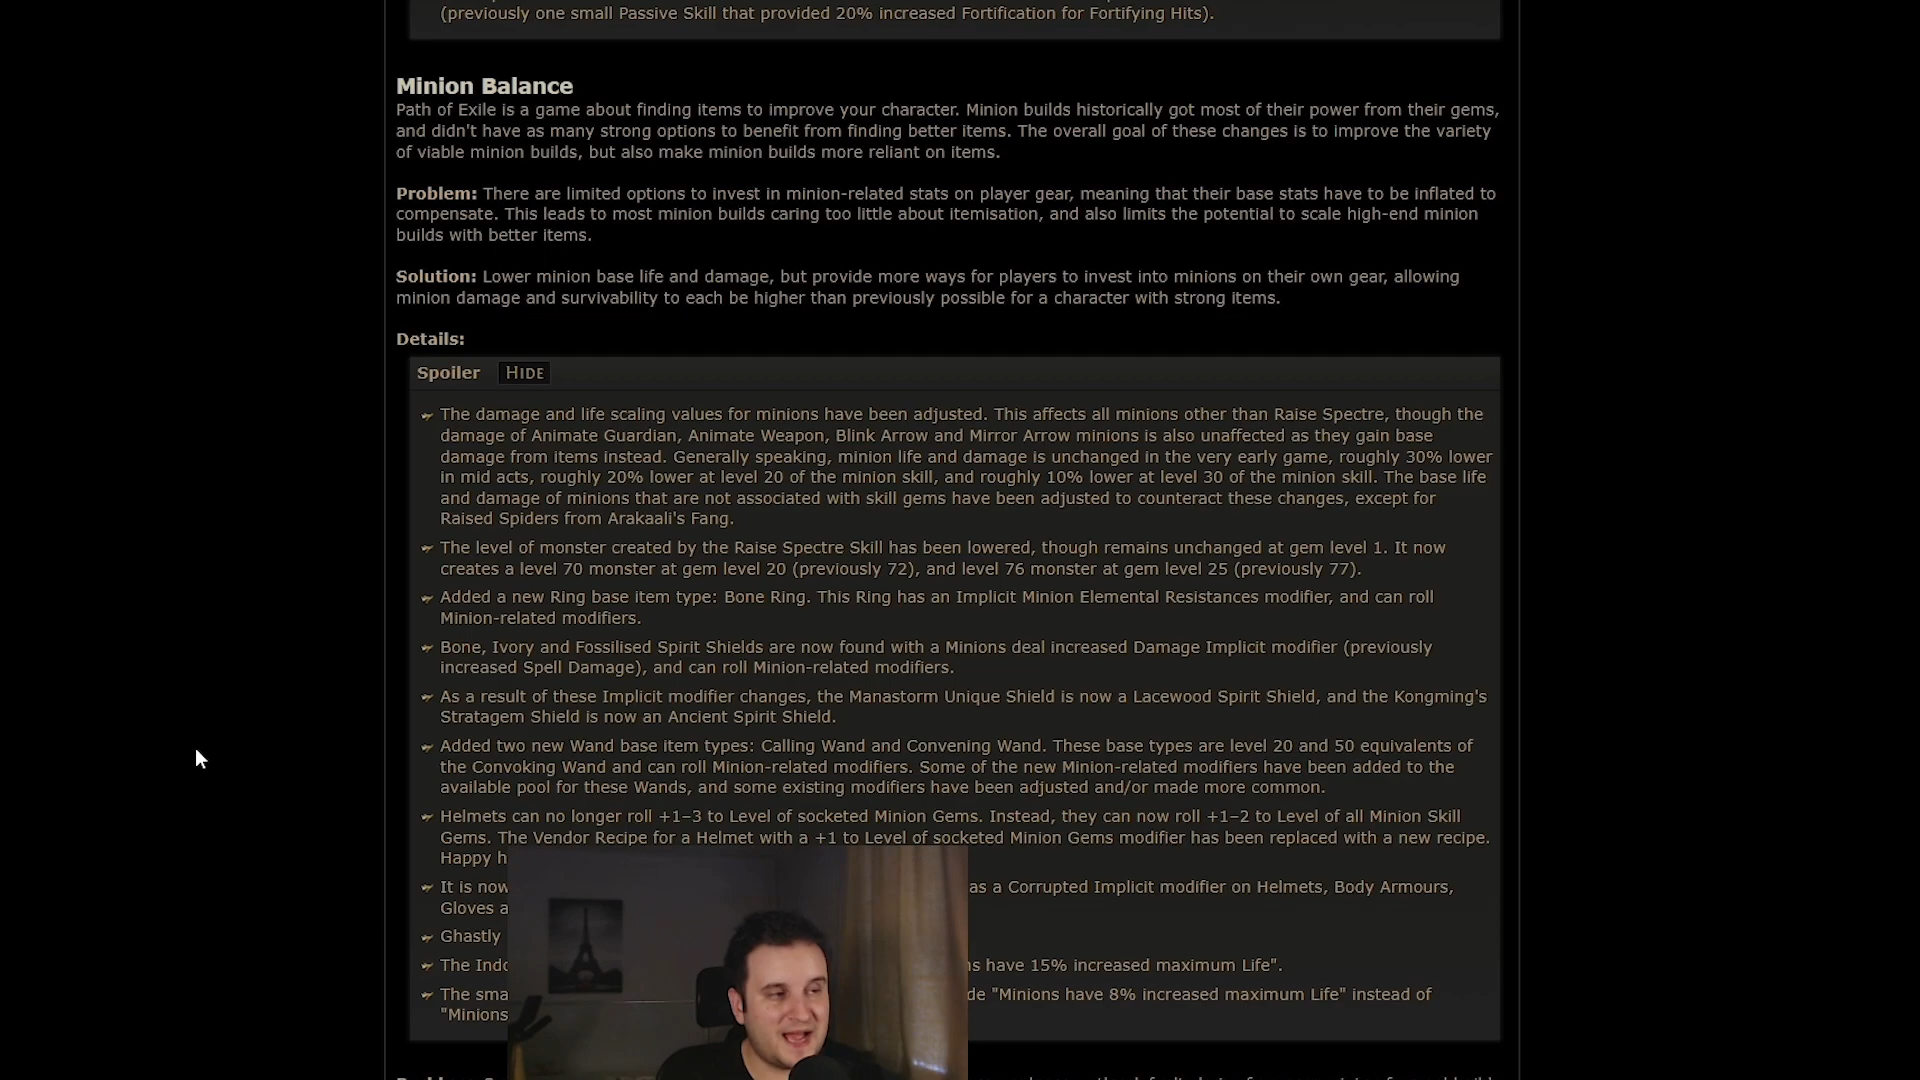 (previously one small Passive Skill that provided 20% increased Fortification for Fortifying Hits).
Minion Balance
Path of Exile is a game about finding items to improve your character. Minion builds historically got most of their power from their gems,
and didn't have as many strong options to benefit from finding better items. The overall goal of these changes is to improve the variety
of viable minion builds, but also make minion builds more reliant on items.
Problem: There are limited options to invest in minion-related stats on player gear, meaning that their base stats have to be inflated to
compensate. This leads to most minion builds caring too little about itemisation, and also limits the potential to scale high-end minion
builds with better items.
Solution: Lower minion base life and damage, but provide more ways for players to invest into minions on their own gear, allowing
minion damage and survivability to each be higher than previously possible for a character with strong items.
Details:
Spoiler HIDE
The damage and life scaling values for minions have been adjusted. This affects all minions other than Raise Spectre, though the
damage of Animate Guardian, Animate Weapon, Blink Arrow and Mirror Arrow minions is also unaffected as they gain base
damage from items instead. Generally speaking, minion life and damage is unchanged in the very early game, roughly 30% lower
in mid acts, roughly 20% lower at level 20 of the minion skill, and roughly 10% lower at level 30 of the minion skill. The base life
and damage of minions that are not associated with skill gems have been adjusted to counteract these changes, except for
Raised Spiders from Arakaali's Fang.
The level of monster created by the Raise Spectre Skill has been lowered, though remains unchanged at gem level 1. It now
creates a level 70 monster at gem level 20 (previously 72), and level 76 monster at gem level 25 (previously 77).
Added a new Ring base item type: Bone Ring. This Ring has an Implicit Minion Elemental Resistances modifier, and can roll
Minion-related modifiers.
Bone, Ivory and Fossilised Spirit Shields are now found with a Minions deal increased Damage Implicit modifier (previously
increased Spell Damage), and can roll Minion-related modifiers.
As a result of these Implicit modifier changes, the Manastorm Unique Shield is now a Lacewood Spirit Shield, and the Kongming's
Stratagem Shield is now an Ancient Spirit Shield.
Added two new Wand base item types: Calling Wand and Convening Wand. These base types are level 20 and 50 equivalents of
the Convoking Wand and can roll Minion-related modifiers. Some of the new Minion-related modifiers have been added to the
available pool for these Wands, and some existing modifiers have been adjusted and/or made more common.
Helmets can no longer roll +1–3 to Level of socketed Minion Gems. Instead, they can now roll +1–2 to Level of all Minion Skill
Gems. The Vendor Recipe for a Helmet with a +1 to Level of socketed Minion Gems modifier has been replaced with a new recipe.
Happy h
It is now as a Corrupted Implicit modifier on Helmets, Body Armours,
Gloves a
Ghastly
The Indo s have 15% increased maximum Life".
The sma de "Minions have 8% increased maximum Life" instead of
"Minions